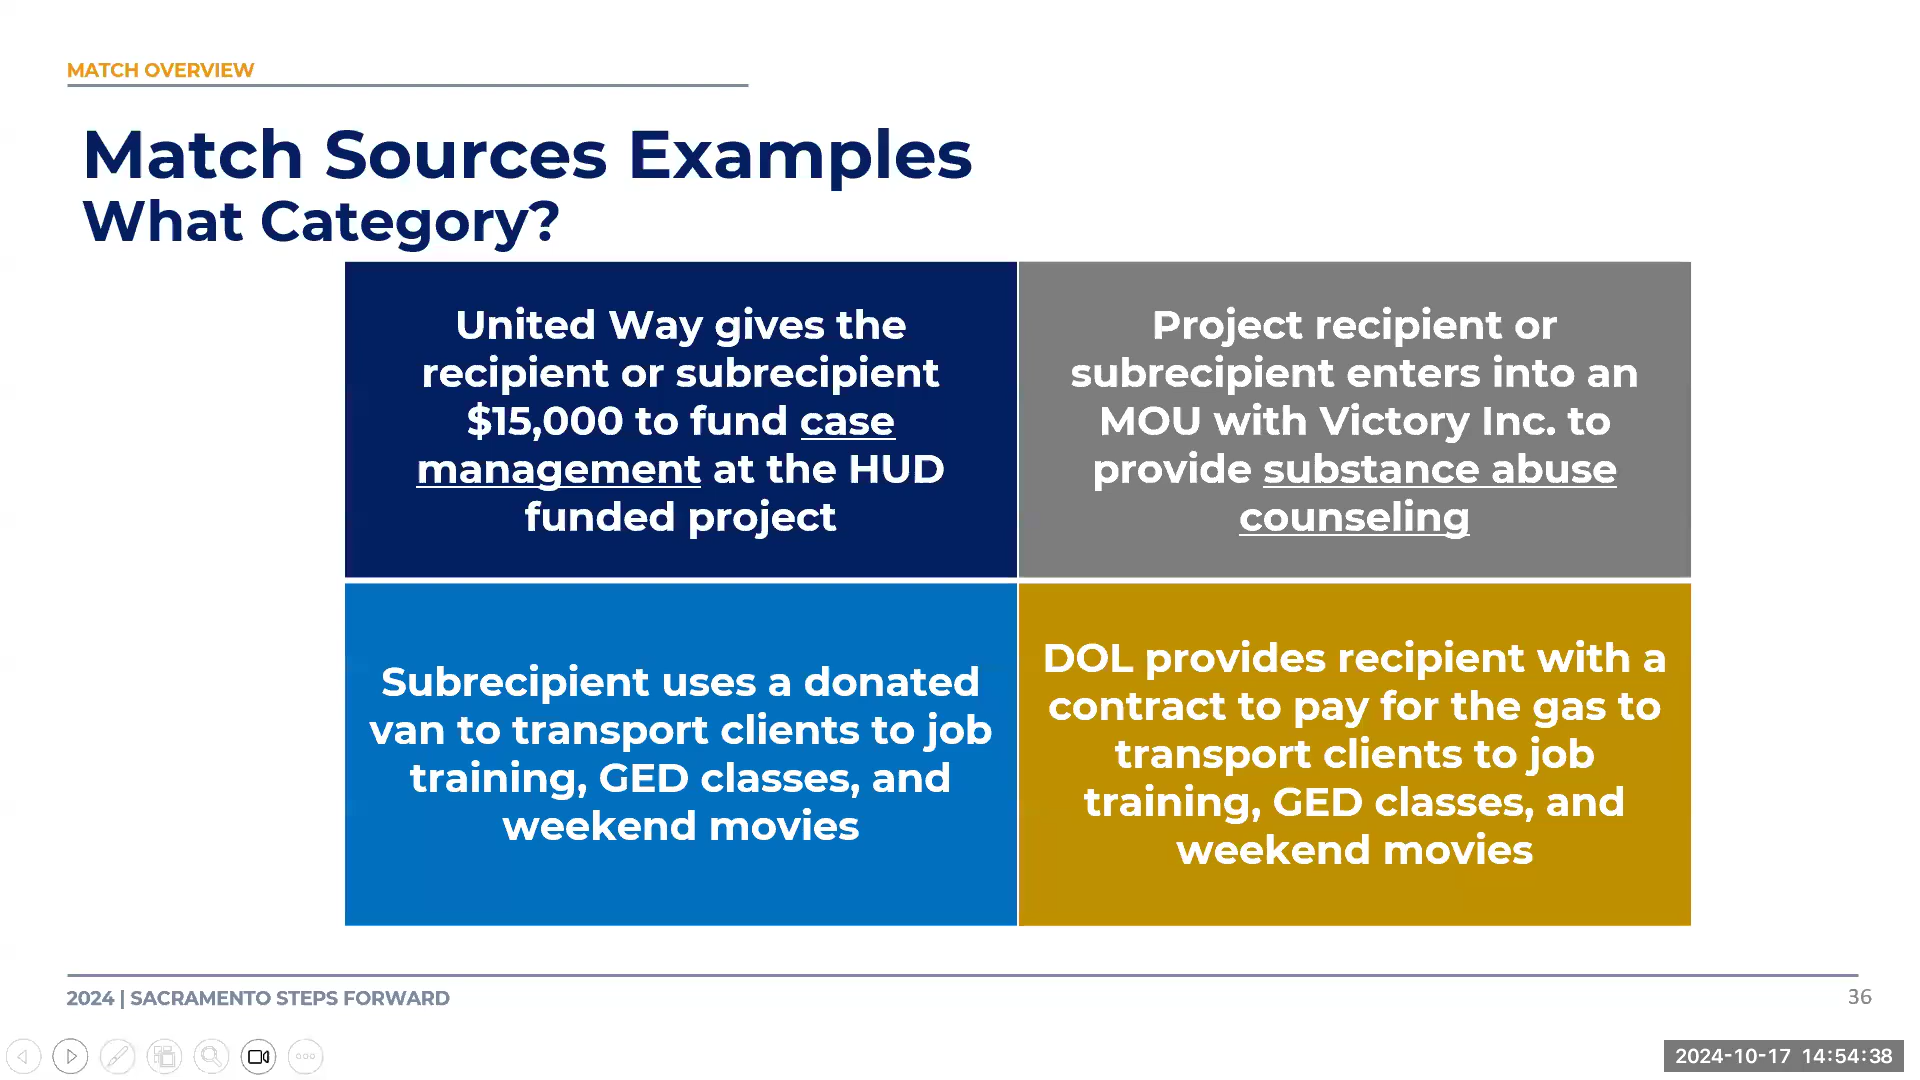 MATCH OVERVIEW
Match Sources Examples
What Category?
United Way gives the
recipient or subrecipient
$15,000 to fund case
management at the HUD
funded project
Project recipient or
subrecipient enters into an
MOU with Victory Inc. to
provide substance abuse
counseling
Subrecipient uses a donated
van to transport clients to job
training, GED classes, and
weekend movies
DOL provides recipient with a
contract to pay for the gas to
transport clients to job
training, GED classes, and
weekend movies
2024 | SACRAMENTO STEPS FORWARD
36
2024-10-17 14:54:38